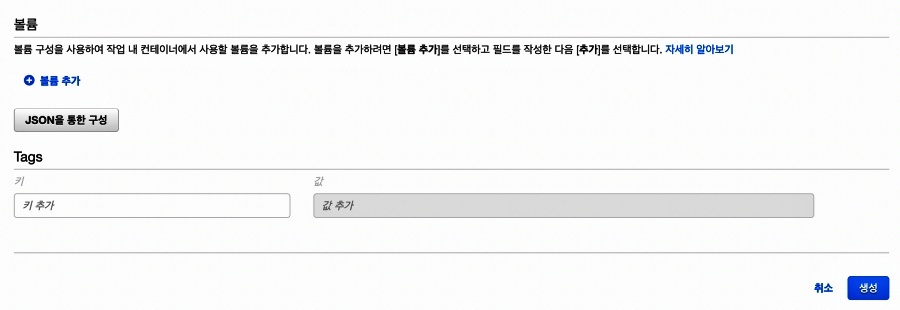 볼륨
볼륨 구성을 사용하여 작업 내 컨테이너에서 사용할 볼륨을 추가합니다. 볼륨을 추가하려면 [볼륨 추가]를 선택하고 필드를 작성한 다음 [추가]를 선택합니다. 자세히 알아보기
볼륨 추가
JSON을 통한 구성
Tags
키 값
키 추가 값 추가
취소 생성